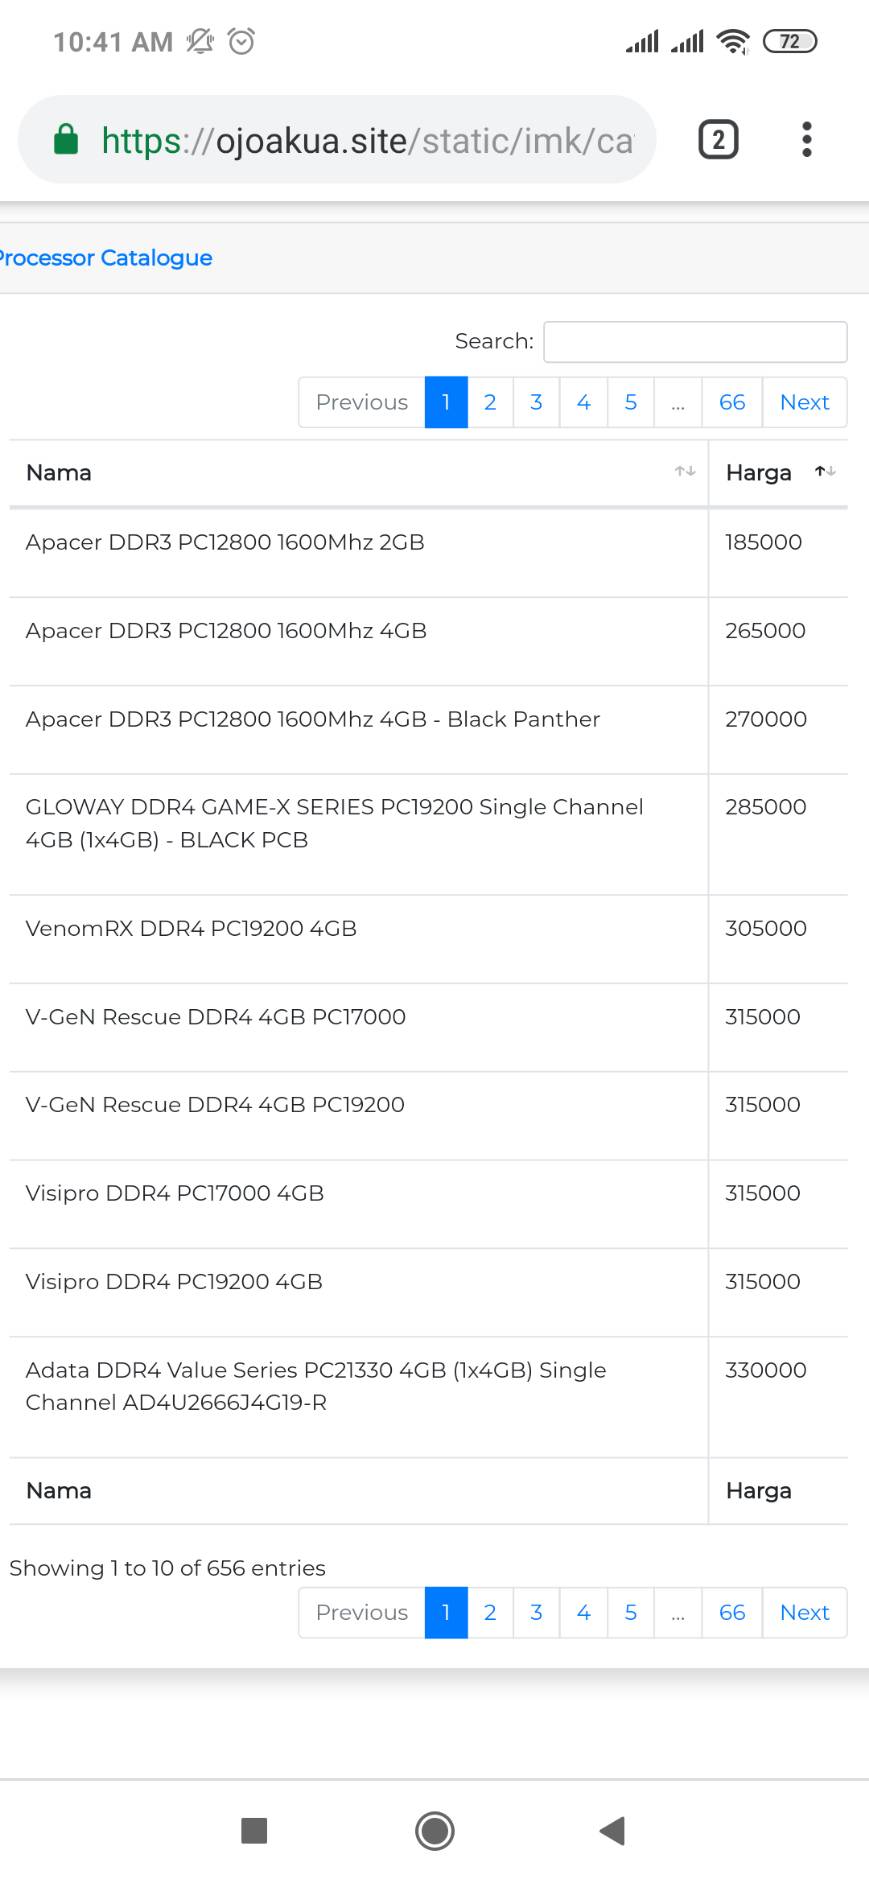 10:41 AM
72
https://ojoakua.site/static/imk/ca
2
Processor Catalogue
Search:
Previous 1 2 3 4 5 ... 66 Next
Nama Harga
Apacer DDR3 PC12800 1600Mhz 2GB 185000
Apacer DDR3 PC12800 1600Mhz 4GB 265000
Apacer DDR3 PC12800 1600Mhz 4GB - Black Panther 270000
GLOWAY DDR4 GAME-X SERIES PC19200 Single Channel 285000
4GB (1x4GB) - BLACK PCB
VenomRX DDR4 PC19200 4GB 305000
V-GeN Rescue DDR4 4GB PC17000 315000
V-GeN Rescue DDR4 4GB PC19200 315000
Visipro DDR4 PC17000 4GB 315000
Visipro DDR4 PC19200 4GB 315000
Adata DDR4 Value Series PC21330 4GB (1x4GB) Single 330000
Channel AD4U2666J4G19-R
Nama Harga
Showing 1 to 10 of 656 entries
Previous 1 2 3 4 5 ... 66 Next